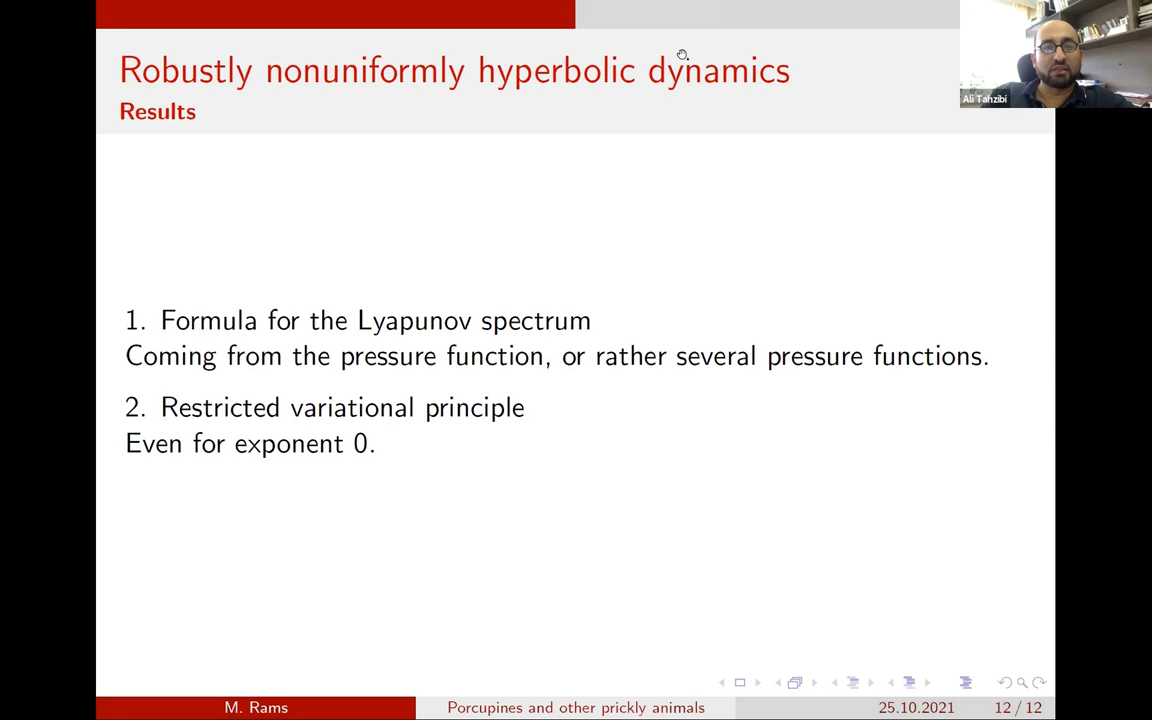 Robustly nonuniformly hyperbolic dynamics
Results
Ali Tahzibi
1. Formula for the Lyapunov spectrum
Coming from the pressure function, or rather several pressure functions.
2. Restricted variational principle
Even for exponent 0.
M. Rams
Porcupines and other prickly animals
25.10.2021
12 / 12